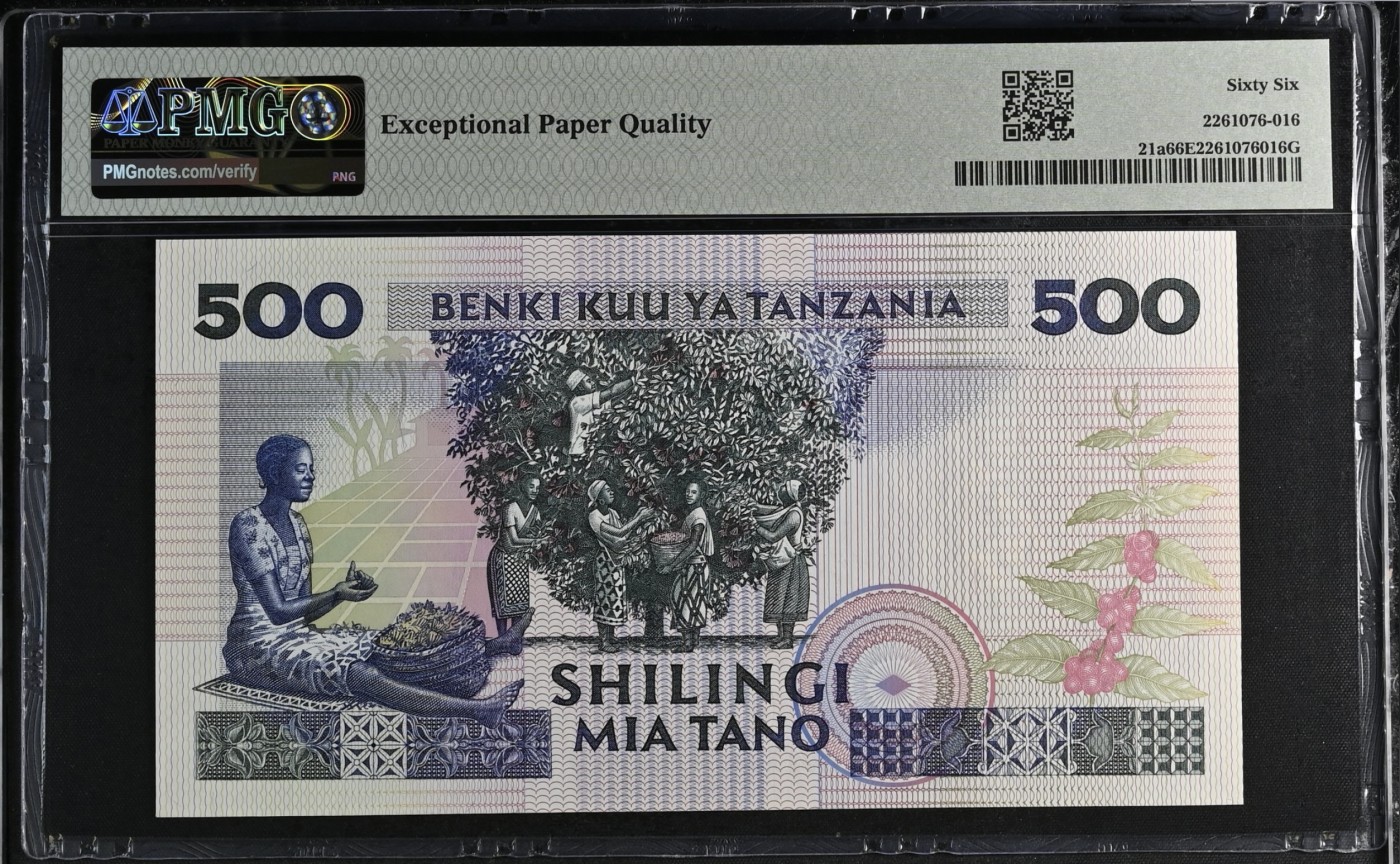 PMG
PAPER MONEY GUARANTY
PMGnotes.com/verify
PNG
Exceptional Paper Quality
Sixty Six
2261076-016
21a66E2261076016G
500
BENKI KUU YA TANZANIA
500
SHILINGI
MIA TANO